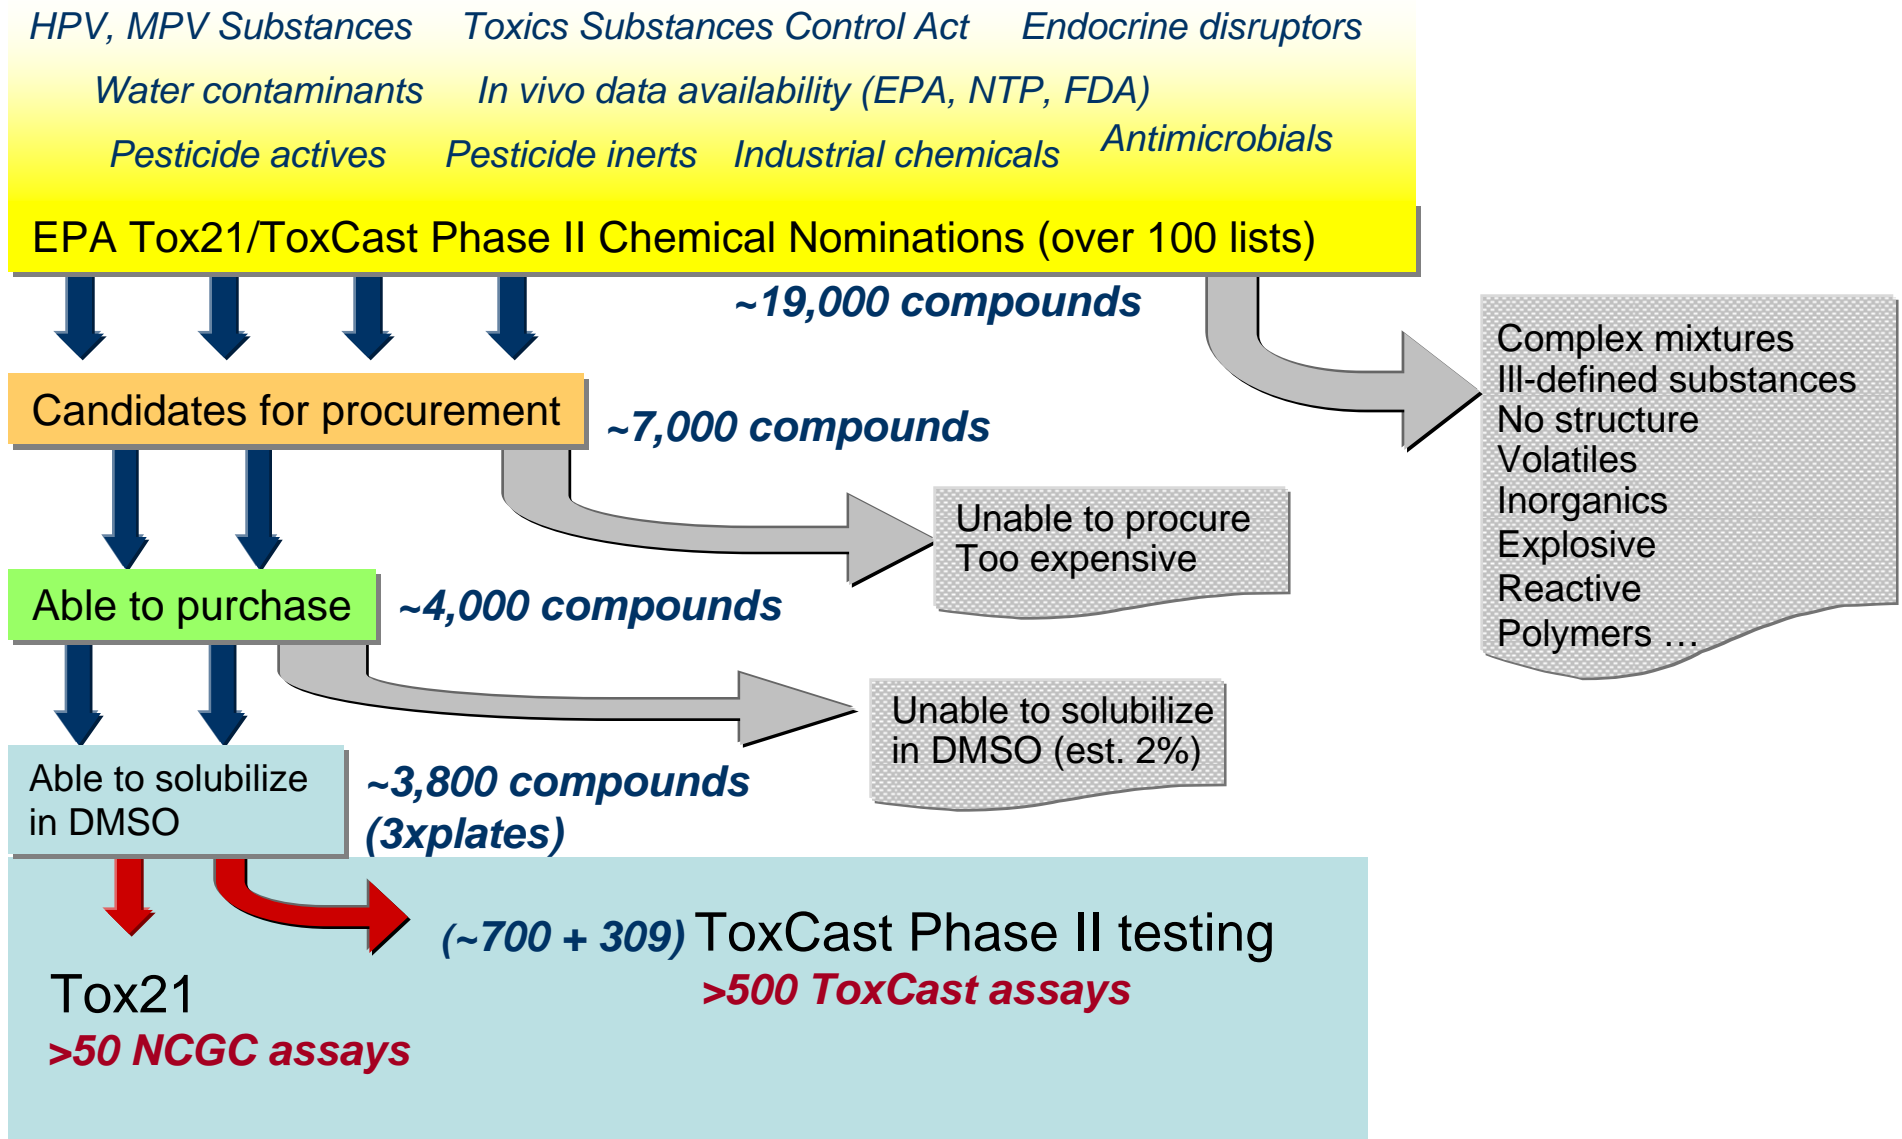 HPV, MPV Substances Toxics Substances Control Act Endocrine disruptors
Water contaminants In vivo data availability (EPA, NTP, FDA)
Pesticide actives Pesticide inerts Industrial chemicals Antimicrobials
EPA Tox21/ToxCast Phase II Chemical Nominations (over 100 lists)
~19,000 compounds
Complex mixtures
Ill-defined substances
No structure
Volatiles
Inorganics
Explosive
Reactive
Polymers …
Candidates for procurement
~7,000 compounds
Unable to procure
Too expensive
Able to purchase
~4,000 compounds
Unable to solubilize
in DMSO (est. 2%)
Able to solubilize
in DMSO
~3,800 compounds
(3xplates)
(~700 + 309) ToxCast Phase II testing
>500 ToxCast assays
Tox21
>50 NCGC assays